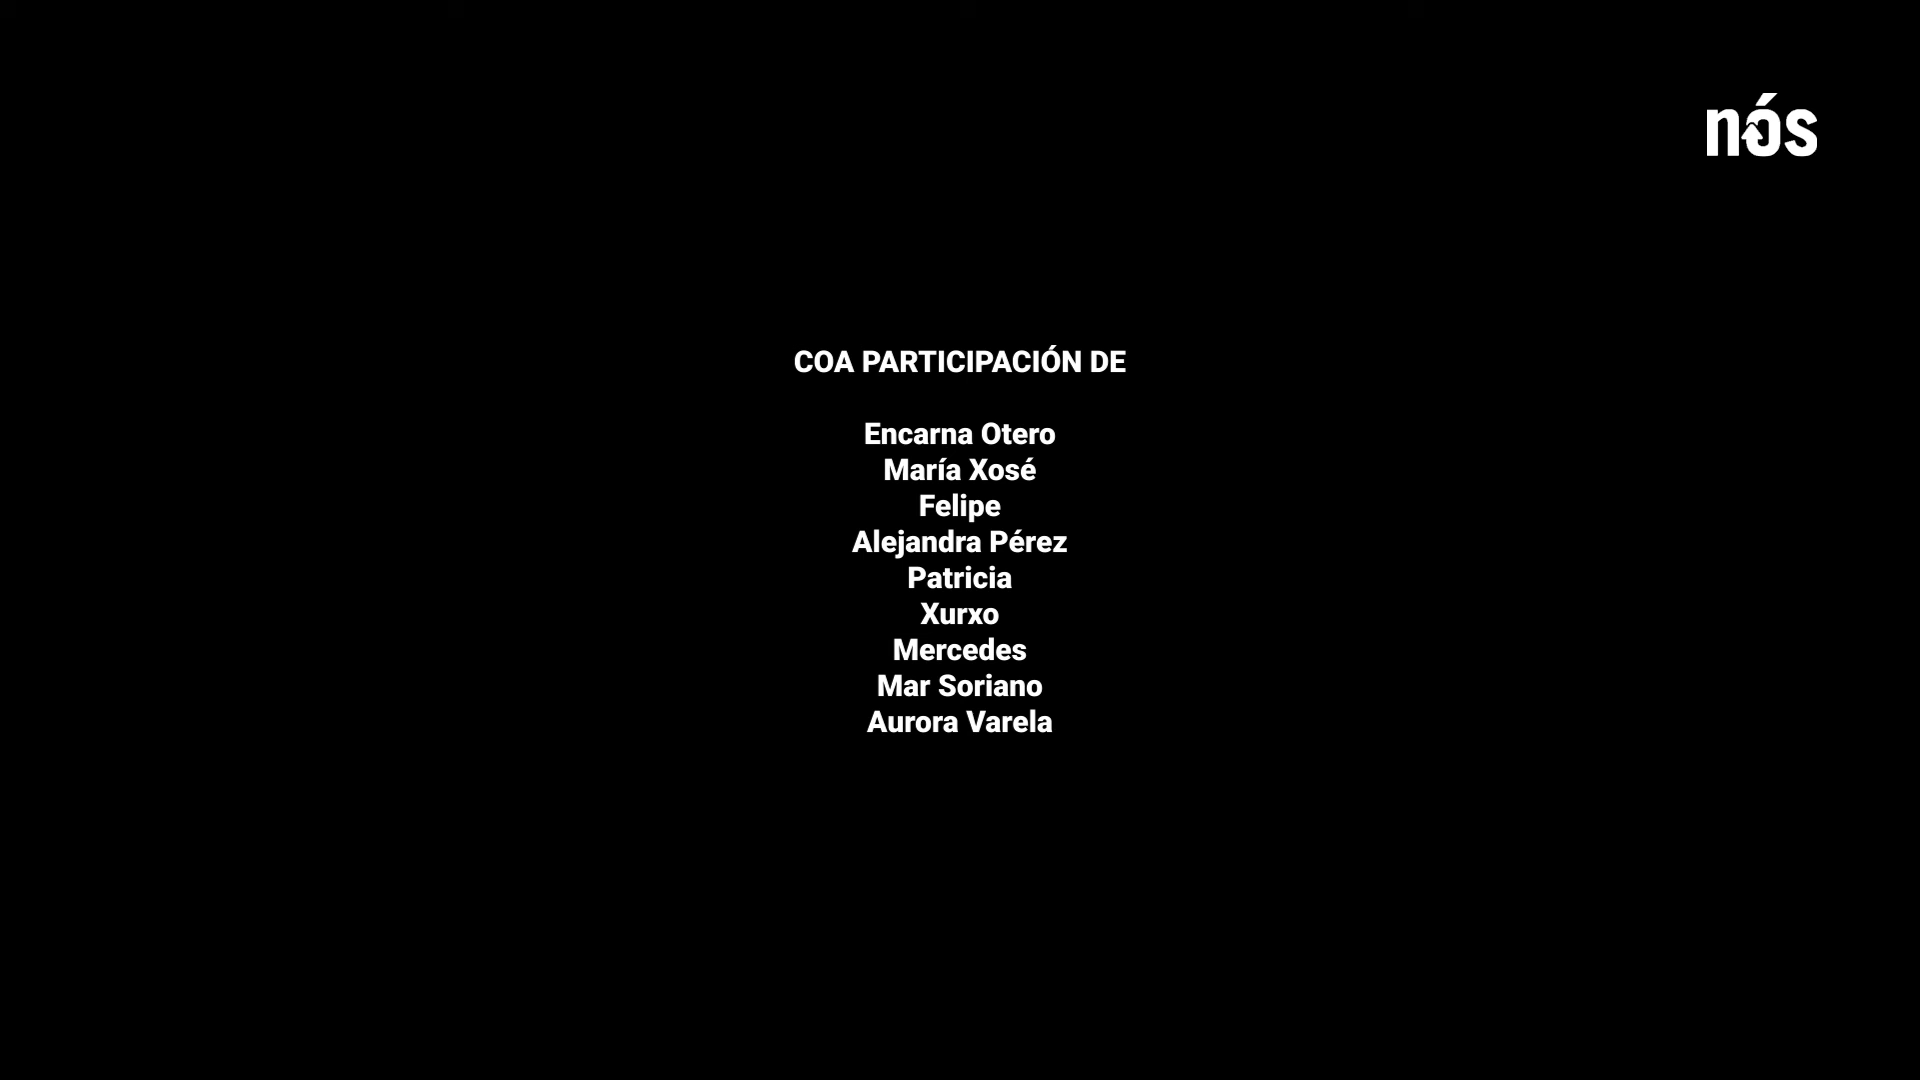 nós
COA PARTICIPACIÓN DE
Encarna Otero
María Xosé
Felipe
Alejandra Pérez
Patricia
Xurxo
Mercedes
Mar Soriano
Aurora Varela